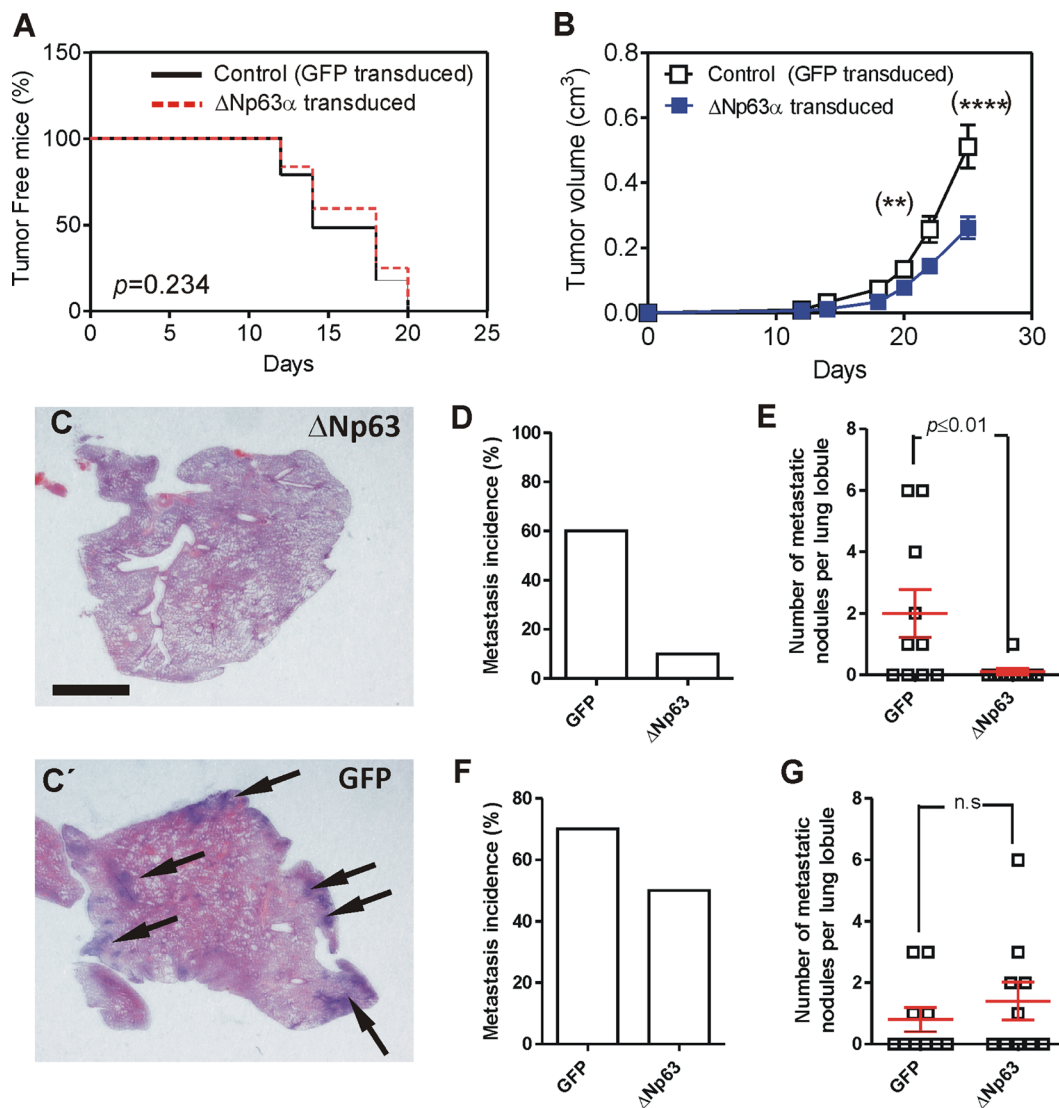 A
150
100
50
0
Tumor Free mice (%)
Control (GFP transduced)
ΔNp63α transduced
p=0.234
0 5 10 15 20 25
Days
B
0.8
0.6
0.4
0.2
0.0
Tumor volume (cm³)
Control (GFP transduced)
ΔNp63α transduced
(****)
(**)
0 10 20 30
Days
C
ΔNp63
D
100
80
60
40
20
0
Metastasis incidence (%)
GFP ΔNp63
E
8
6
4
2
0
Number of metastatic
nodules per lung lobule
p≤0.01
GFP ΔNp63
C´
GFP
F
80
60
40
20
0
Metastasis incidence (%)
GFP ΔNp63
G
8
6
4
2
0
Number of metastatic
nodules per lung lobule
n.s
GFP ΔNp63